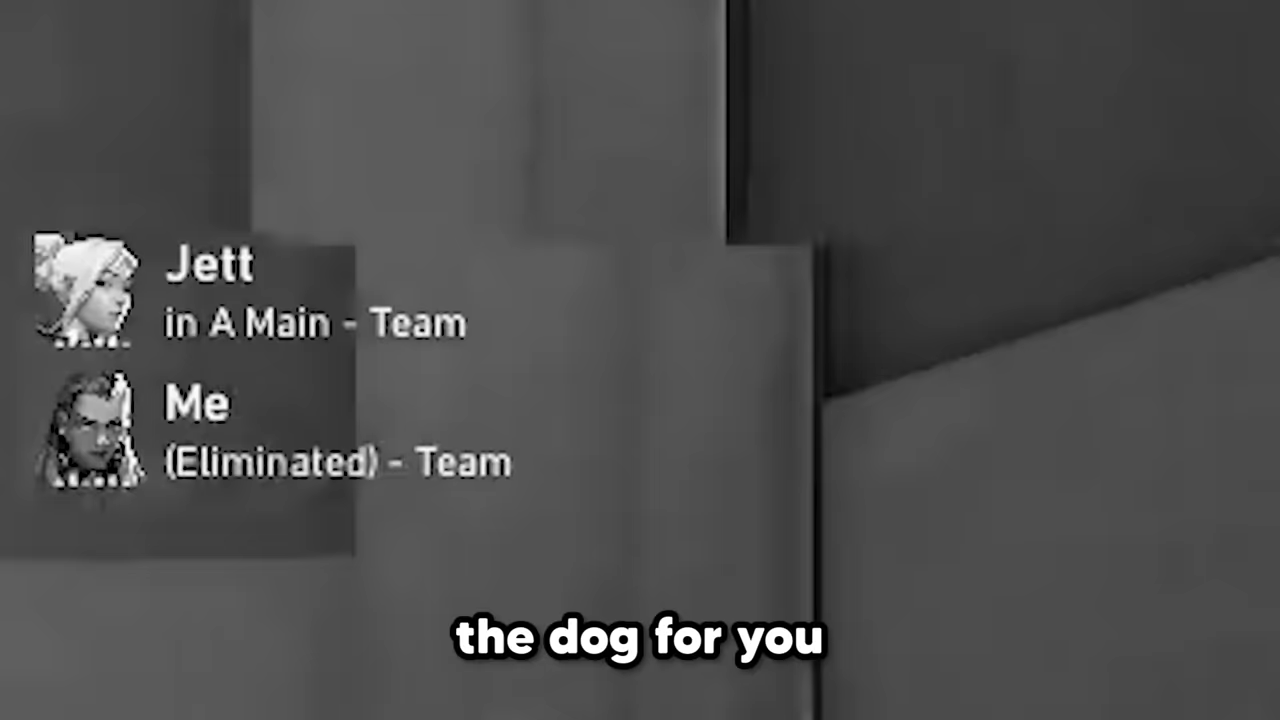 Jett
in A Main - Team
Me
(Eliminated) - Team
the dog for you